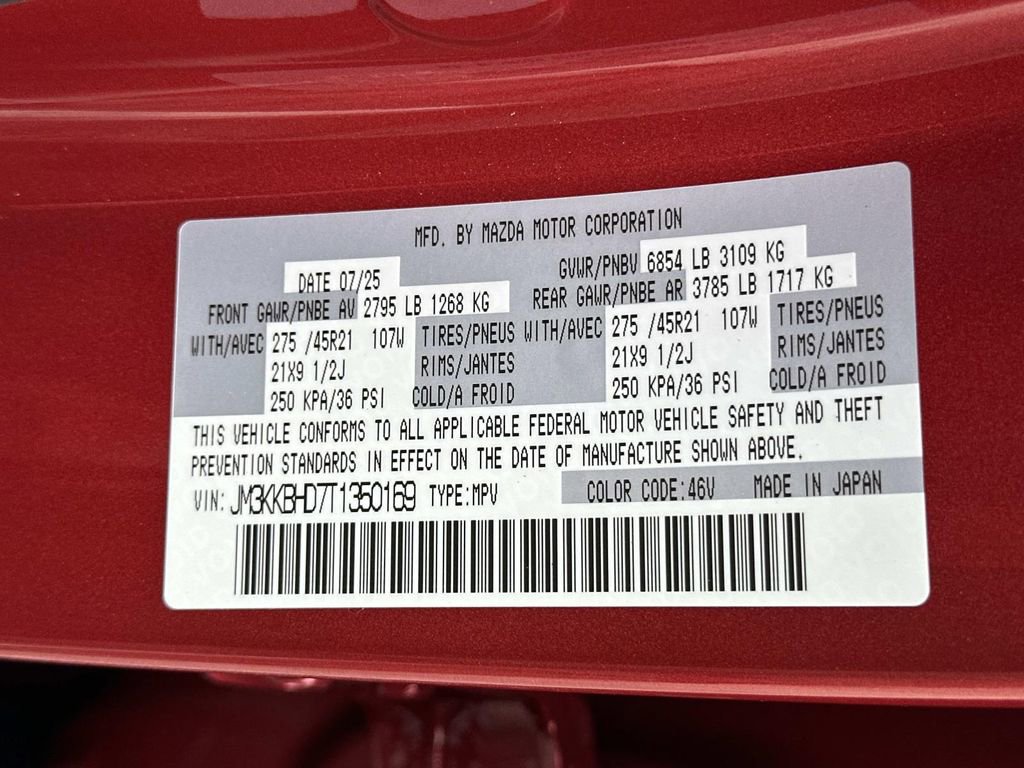 MFD. BY MAZDA MOTOR CORPORATION
DATE 07/25 GVWR/PNBV 6854 LB 3109 KG
FRONT GAWR/PNBE AV 2795 LB 1268 KG REAR GAWR/PNBE AR 3785 LB 1717 KG
WITH/AVEC 275 /45R21 107W TIRES/PNEUS WITH/AVEC 275 /45R21 107W TIRES/PNEUS
21X9 1/2J RIMS/JANTES 21X9 1/2J RIMS/JANTES
250 KPA/36 PSI COLD/A FROID 250 KPA/36 PSI COLD/A FROID
THIS VEHICLE CONFORMS TO ALL APPLICABLE FEDERAL MOTOR VEHICLE SAFETY AND THEFT
PREVENTION STANDARDS IN EFFECT ON THE DATE OF MANUFACTURE SHOWN ABOVE.
VIN: JM3KKBHD7T1350169 TYPE:MPV COLOR CODE:46V MADE IN JAPAN